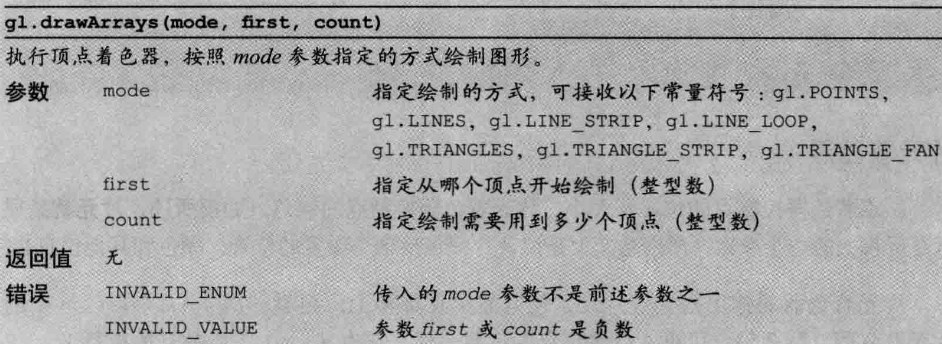 gl.drawArrays(mode, first, count)
执行顶点着色器，按照 mode 参数指定的方式绘制图形。
参数 mode 指定绘制的方式，可接收以下常量符号：gl.POINTS,
gl.LINES, gl.LINE_STRIP, gl.LINE_LOOP,
gl.TRIANGLES, gl.TRIANGLE_STRIP, gl.TRIANGLE_FAN
first 指定从哪个顶点开始绘制（整型数）
count 指定绘制需要用到多少个顶点（整型数）
返回值 无
错误 INVALID_ENUM 传入的 mode 参数不是前述参数之一
INVALID_VALUE 参数 first 或 count 是负数